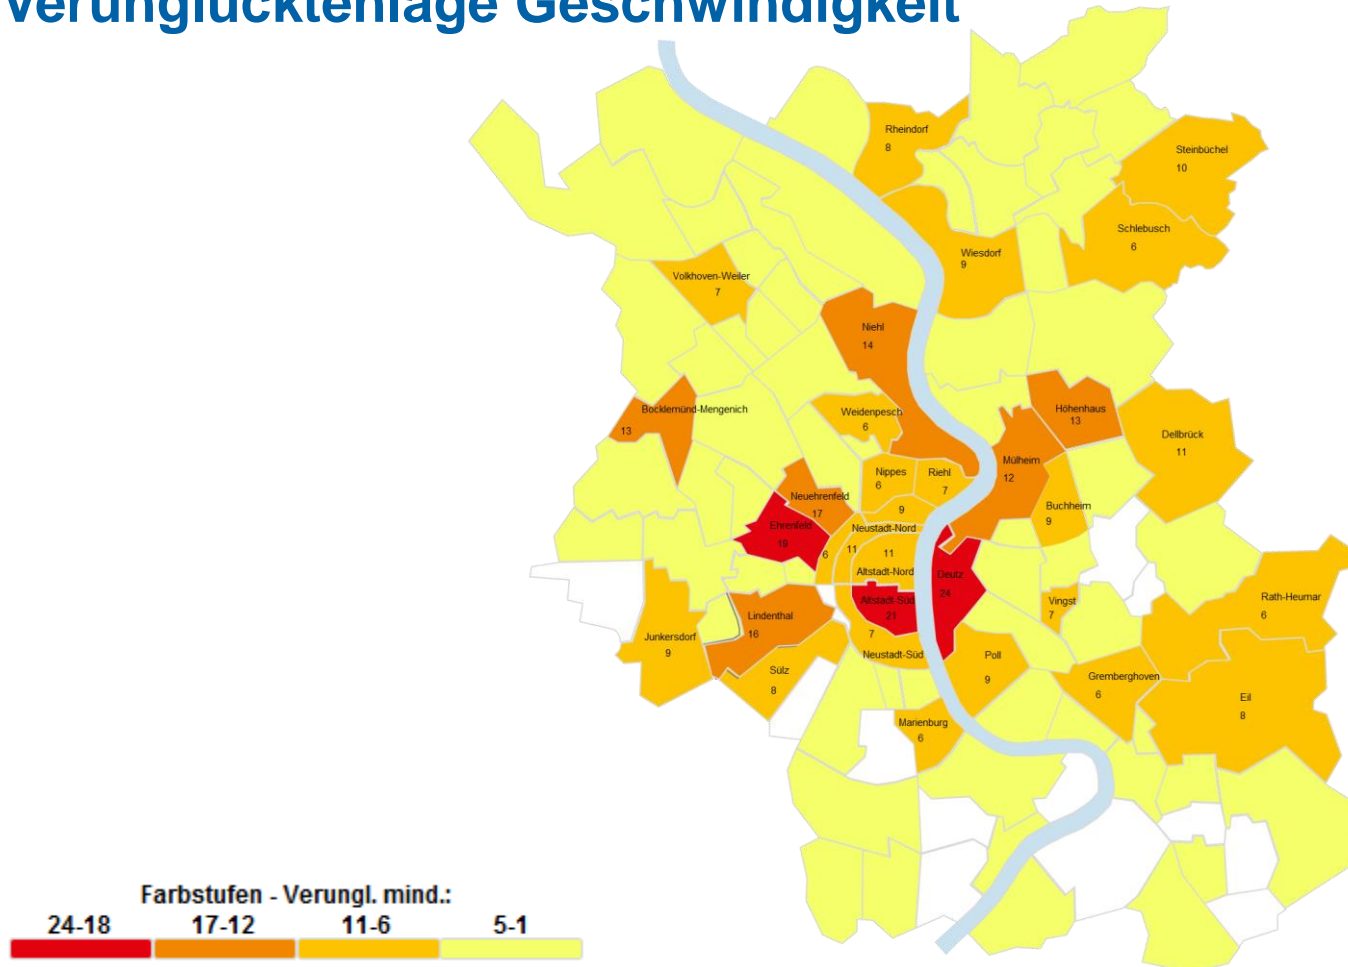 Verunglücktenlage Geschwindigkeit
Rheindorf
8
Steinbüchel
10
Schlebusch
6
Wiesdorf
9
Volkhoven-Weiler
7
Niehl
14
Bocklemünd-Mengenich
13
Weidenpesch
6
Höhenhaus
13
Dellbrück
11
Mülheim
12
Nippes
6
Riehl
7
Neuehrenfeld
17
9
Buchheim
9
Ehrenfeld
19
Neustadt-Nord
6
11
11
Altstadt-Nord
Deutz
24
Altstadt-Süd
21
Vingst
7
Rath-Heumar
6
Lindenthal
16
Junkersdorf
9
7
Neustadt-Süd
Poll
9
Sülz
8
Gremberghoven
6
Eil
8
Marienburg
6
Farbstufen - Verungl. mind.:
24-18 17-12 11-6 5-1